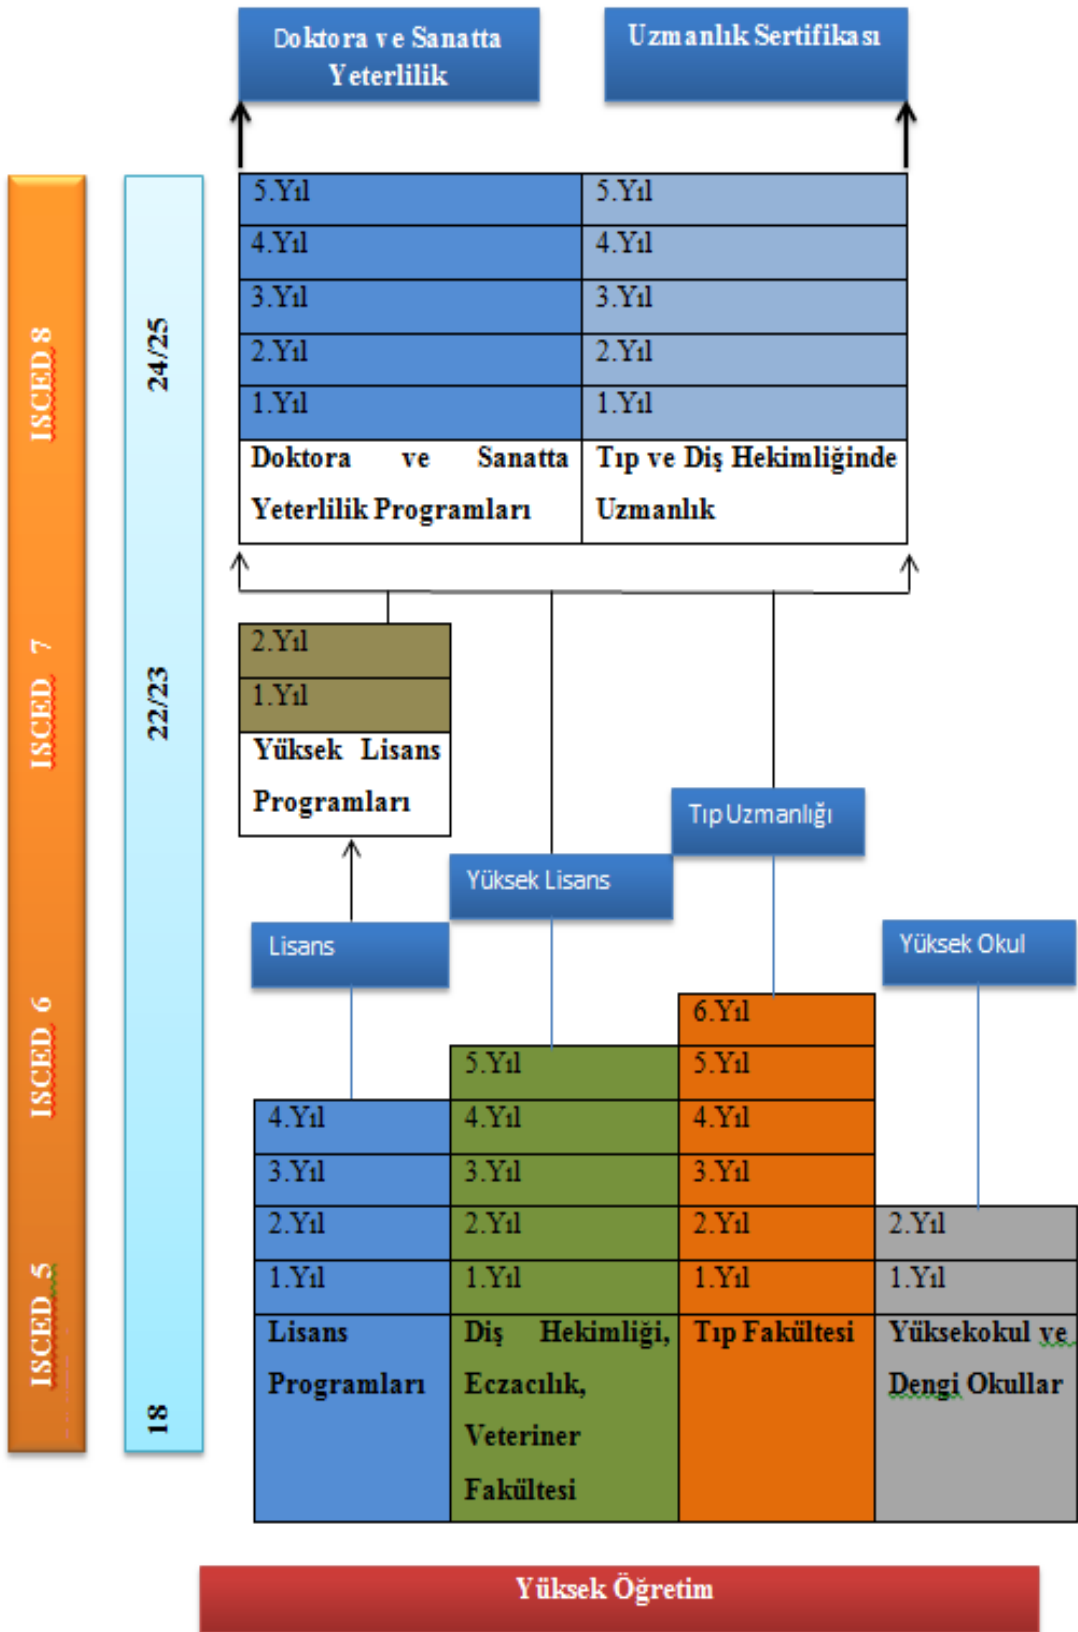 Doktora ve Sanatta
Yeterlilik
Uzmanlık Sertifikası
ISCED 8
ISCED 7
ISCED 6
ISCED 5
24/25
22/23
18
5.Yıl
5.Yıl
4.Yıl
4.Yıl
3.Yıl
3.Yıl
2.Yıl
2.Yıl
1.Yıl
1.Yıl
Doktora ve Sanatta
Yeterlilik Programları
Tıp ve Diş Hekimliğinde
Uzmanlık
2.Yıl
1.Yıl
Yüksek Lisans
Programları
Tıp Uzmanlığı
Yüksek Lisans
Lisans
Yüksek Okul
6.Yıl
5.Yıl
5.Yıl
4.Yıl
4.Yıl
4.Yıl
3.Yıl
3.Yıl
3.Yıl
2.Yıl
2.Yıl
2.Yıl
2.Yıl
1.Yıl
1.Yıl
1.Yıl
1.Yıl
Lisans
Programları
Diş Hekimliği,
Eczacılık,
Veteriner
Fakültesi
Tıp Fakültesi
Yüksekokul ve
Dengi Okullar
Yüksek Öğretim